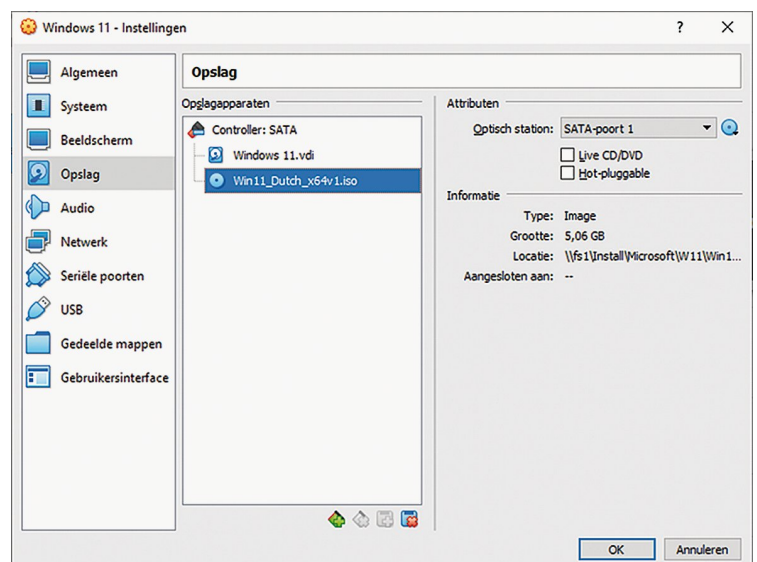 Windows 11 - Instellingen
?
Algemeen
Systeem
Beeldscherm
Opslag
Audio
Netwerk
Seriële poorten
USB
Gedeelde mappen
Gebruikersinterface
Opslag
Opslagapparaten
Controller: SATA
Windows 11.vdi
Win11_Dutch_x64v1.iso
Attributen
Optisch station: SATA-poort 1
Live CD/DVD
Hot-pluggable
Informatie
Type: Image
Grootte: 5,06 GB
Locatie: \\fs1\Install\Microsoft\W11\Win1...
Aangesloten aan: --
OK Annuleren